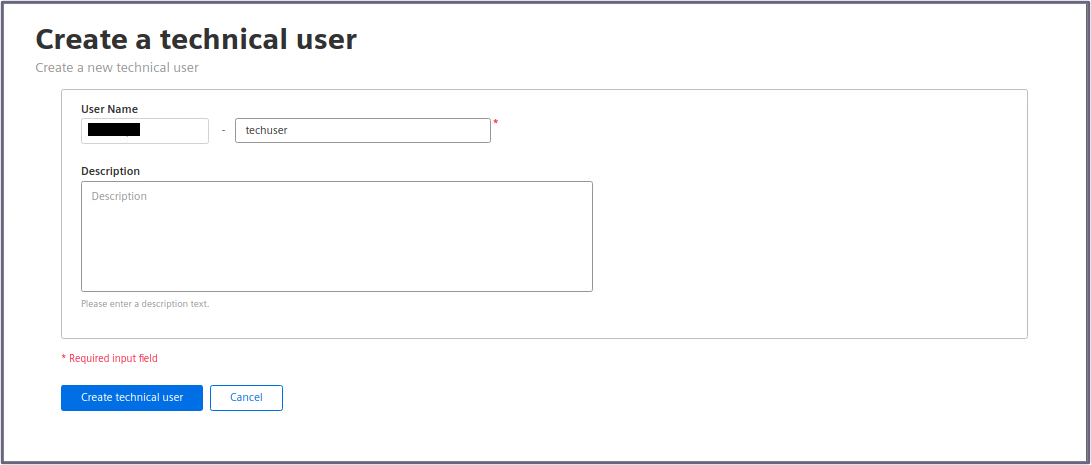 Create a technical user
Create a new technical user
User Name
- techuser *
Description
Description
Please enter a description text.
* Required input field
Create technical user Cancel